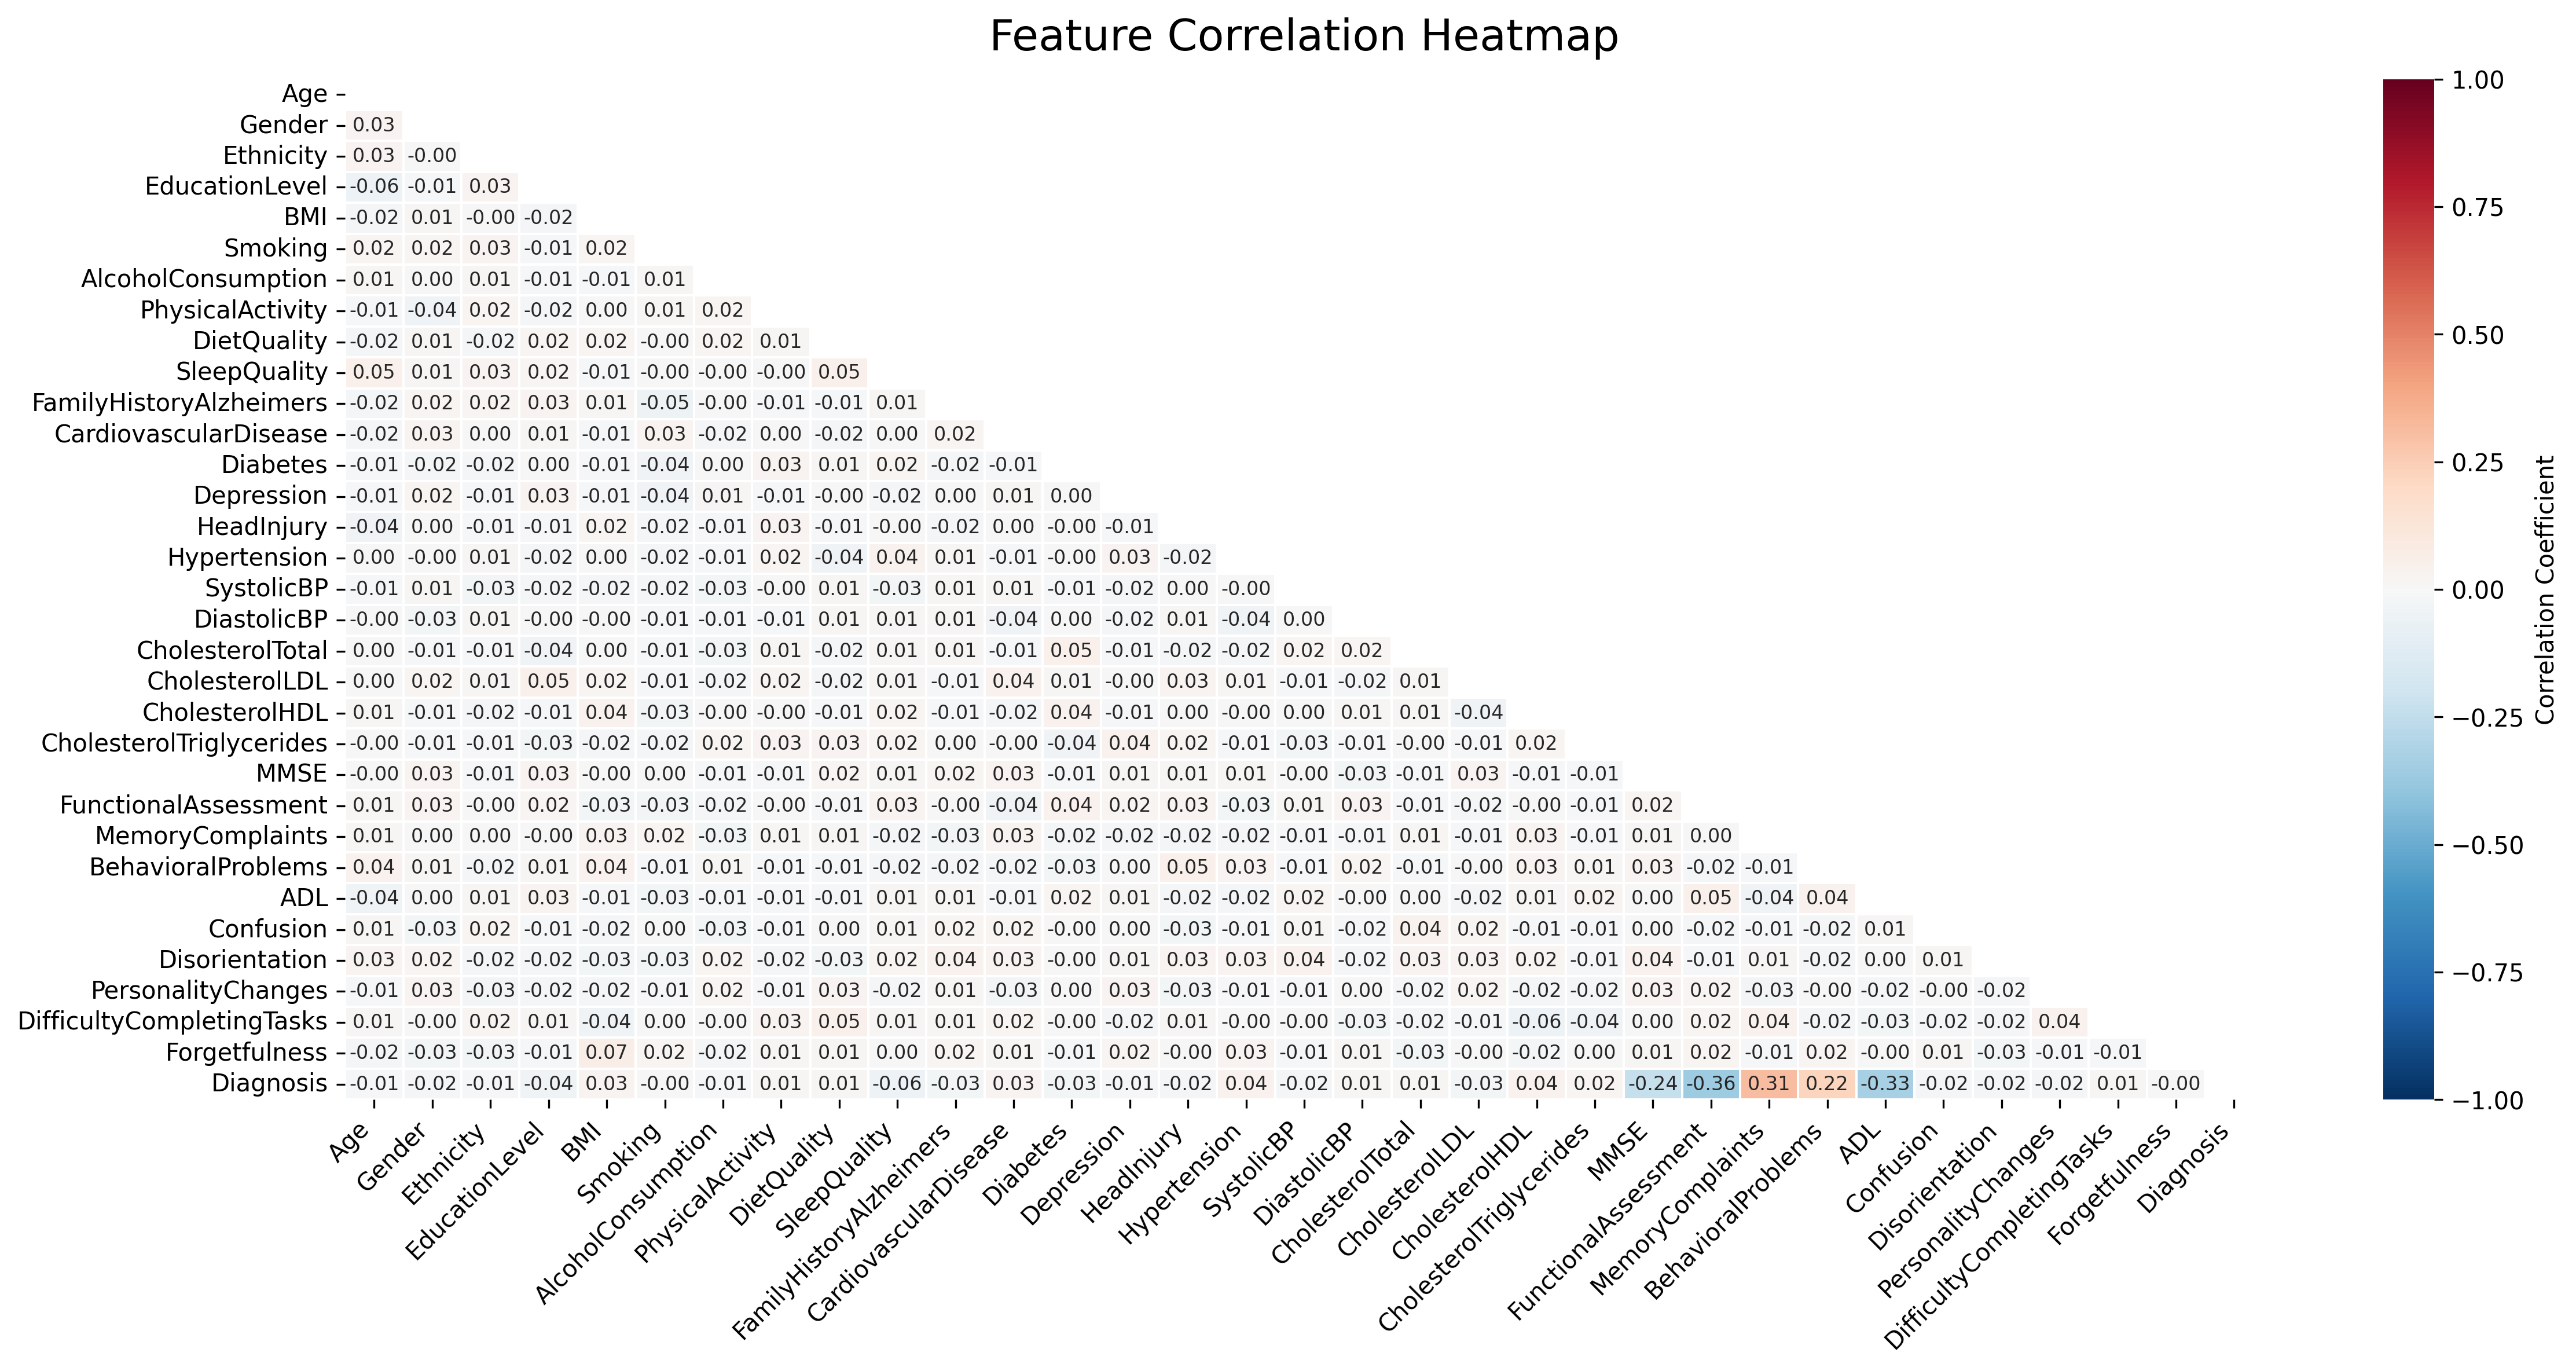 Feature Correlation Heatmap
Age
Gender 0.03
Ethnicity 0.03 -0.00
EducationLevel -0.06 -0.01 0.03
BMI -0.02 0.01 -0.00 -0.02
Smoking 0.02 0.02 0.03 -0.01 0.02
AlcoholConsumption 0.01 0.00 0.01 -0.01 -0.01 0.01
PhysicalActivity -0.01 -0.04 0.02 -0.02 0.00 0.01 0.02
DietQuality -0.02 0.01 -0.02 0.02 0.02 -0.00 0.02 0.01
SleepQuality 0.05 0.01 0.03 0.02 -0.01 -0.00 -0.00 -0.00 0.05
FamilyHistoryAlzheimers -0.02 0.02 0.02 0.03 0.01 -0.05 -0.00 -0.01 -0.01 0.01
CardiovascularDisease -0.02 0.03 0.00 0.01 -0.01 0.03 -0.02 0.00 -0.02 0.00 0.02
Diabetes -0.01 -0.02 -0.02 0.00 -0.01 -0.04 0.00 0.03 0.01 0.02 -0.02 -0.01
Depression -0.01 0.02 -0.01 0.03 -0.01 -0.04 0.01 -0.01 -0.00 -0.02 0.00 0.01 0.00
HeadInjury -0.04 0.00 -0.01 -0.01 0.02 -0.02 -0.01 0.03 -0.01 -0.00 -0.02 0.00 -0.00 -0.01
Hypertension 0.00 -0.00 0.01 -0.02 0.00 -0.02 -0.01 0.02 -0.04 0.04 0.01 -0.01 -0.00 0.03 -0.02
SystolicBP -0.01 0.01 -0.03 -0.02 -0.02 -0.02 -0.03 -0.00 0.01 -0.03 0.01 0.01 -0.01 -0.02 0.00 -0.00
DiastolicBP -0.00 -0.03 0.01 -0.00 -0.00 -0.01 -0.01 -0.01 0.01 0.01 0.01 -0.04 0.00 -0.02 0.01 -0.04 0.00
CholesterolTotal 0.00 -0.01 -0.01 -0.04 0.00 -0.01 -0.03 0.01 -0.02 0.01 0.01 -0.01 0.05 -0.01 -0.02 -0.02 0.02 0.02
CholesterolLDL 0.00 0.02 0.01 0.05 0.02 -0.01 -0.02 0.02 -0.02 0.01 -0.01 0.04 0.01 -0.00 0.03 0.01 -0.01 -0.02 0.01
CholesterolHDL 0.01 -0.01 -0.02 -0.01 0.04 -0.03 -0.00 -0.00 -0.01 0.02 -0.01 -0.02 0.04 -0.01 0.00 -0.00 0.00 0.01 0.01 -0.04
CholesterolTriglycerides -0.00 -0.01 -0.01 -0.03 -0.02 -0.02 0.02 0.03 0.03 0.02 0.00 -0.00 -0.04 0.04 0.02 -0.01 -0.03 -0.01 -0.00 -0.01 0.02
MMSE -0.00 0.03 -0.01 0.03 -0.00 0.00 -0.01 -0.01 0.02 0.01 0.02 0.03 -0.01 0.01 0.01 0.01 -0.00 -0.03 -0.01 0.03 -0.01 -0.01
FunctionalAssessment 0.01 0.03 -0.00 0.02 -0.03 -0.03 -0.02 -0.00 -0.01 0.03 -0.00 -0.04 0.04 0.02 0.03 -0.03 0.01 0.03 -0.01 -0.02 -0.00 -0.01 0.02
MemoryComplaints 0.01 0.00 0.00 -0.00 0.03 0.02 -0.03 0.01 0.01 -0.02 -0.03 0.03 -0.02 -0.02 -0.02 -0.02 -0.01 -0.01 0.01 -0.01 0.03 -0.01 0.01 0.00
BehavioralProblems 0.04 0.01 -0.02 0.01 0.04 -0.01 0.01 -0.01 -0.01 -0.02 -0.02 -0.02 -0.03 0.00 0.05 0.03 -0.01 0.02 -0.01 -0.00 0.03 0.01 0.03 -0.02 -0.01
ADL -0.04 0.00 0.01 0.03 -0.01 -0.03 -0.01 -0.01 -0.01 0.01 0.01 -0.01 0.02 0.01 -0.02 -0.02 0.02 -0.00 0.00 -0.02 0.01 0.02 0.00 0.05 -0.04 0.04
Confusion 0.01 -0.03 0.02 -0.01 -0.02 0.00 -0.03 -0.01 0.00 0.01 0.02 0.02 -0.00 0.00 -0.03 -0.01 0.01 -0.02 0.04 0.02 -0.01 -0.01 0.00 -0.02 -0.01 -0.02 0.01
Disorientation 0.03 0.02 -0.02 -0.02 -0.03 -0.03 0.02 -0.02 -0.03 0.02 0.04 0.03 -0.00 0.01 0.03 0.03 0.04 -0.02 0.03 0.03 0.02 -0.01 0.04 -0.01 0.01 -0.02 0.00 0.01
PersonalityChanges -0.01 0.03 -0.03 -0.02 -0.02 -0.01 0.02 -0.01 0.03 -0.02 0.01 -0.03 0.00 0.03 -0.03 -0.01 -0.01 0.00 -0.02 0.02 -0.02 -0.02 0.03 0.02 -0.03 -0.00 -0.02 -0.00 -0.02
DifficultyCompletingTasks 0.01 -0.00 0.02 0.01 -0.04 0.00 -0.00 0.03 0.05 0.01 0.01 0.02 -0.00 -0.02 0.01 -0.00 -0.00 -0.03 -0.02 -0.01 -0.06 -0.04 0.00 0.02 0.04 -0.02 -0.03 -0.02 -0.02 0.04
Forgetfulness -0.02 -0.03 -0.03 -0.01 0.07 0.02 -0.02 0.01 0.01 0.00 0.02 0.01 -0.01 0.02 -0.00 0.03 -0.01 0.01 -0.03 -0.00 -0.02 0.00 0.01 0.02 -0.01 0.02 -0.00 0.01 -0.03 -0.01 -0.01
Diagnosis -0.01 -0.02 -0.01 -0.04 0.03 -0.00 -0.01 0.01 0.01 -0.06 -0.03 0.03 -0.03 -0.01 -0.02 0.04 -0.02 0.01 0.01 -0.03 0.04 0.02 -0.24 -0.36 0.31 0.22 -0.33 -0.02 -0.02 -0.02 0.01 -0.00
Age
Gender
Ethnicity
EducationLevel
BMI
Smoking
AlcoholConsumption
PhysicalActivity
DietQuality
SleepQuality
FamilyHistoryAlzheimers
CardiovascularDisease
Diabetes
Depression
HeadInjury
Hypertension
SystolicBP
DiastolicBP
CholesterolTotal
CholesterolLDL
CholesterolHDL
CholesterolTriglycerides
MMSE
FunctionalAssessment
MemoryComplaints
BehavioralProblems
ADL
Confusion
Disorientation
PersonalityChanges
DifficultyCompletingTasks
Forgetfulness
Diagnosis
1.00
0.75
0.50
0.25
0.00
−0.25
−0.50
−0.75
−1.00
Correlation Coefficient